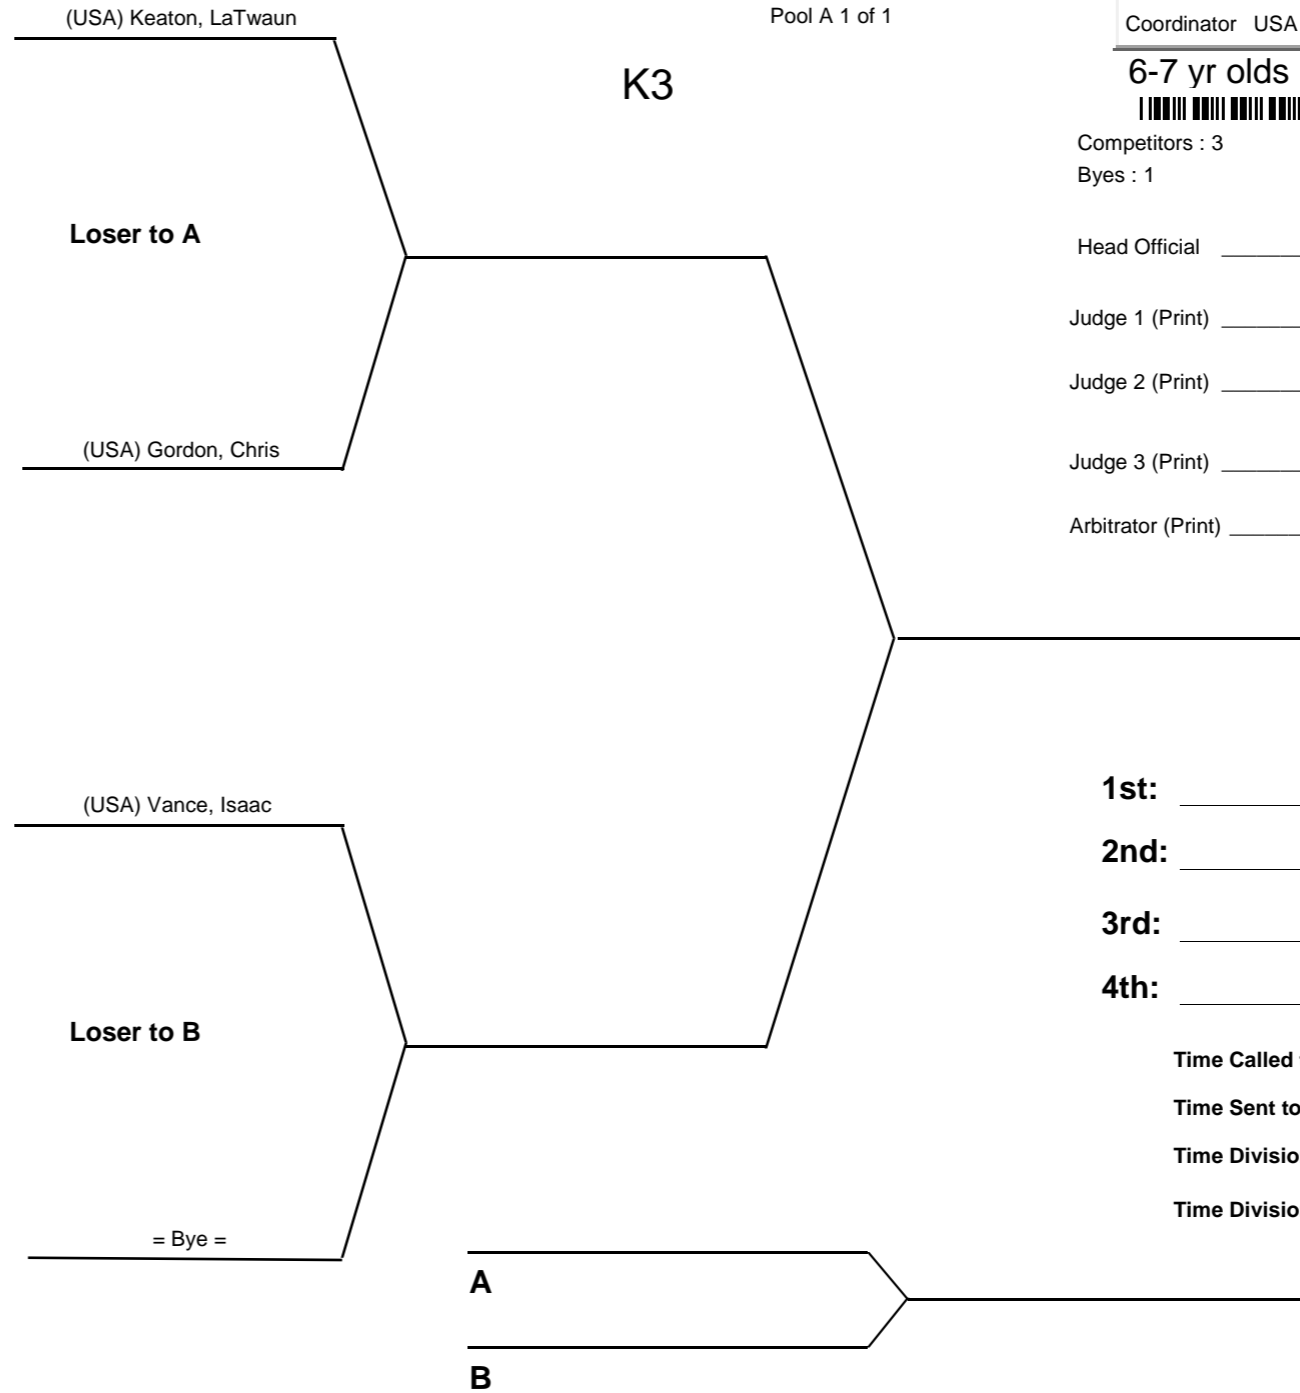 (USA) Keaton, LaTwaun
Pool A 1 of 1
Coordinator USA
K3
6-7 yr olds
Competitors : 3
Byes : 1
Loser to A
Head Official
Judge 1 (Print)
Judge 2 (Print)
(USA) Gordon, Chris
Judge 3 (Print)
Arbitrator (Print)
1st:
(USA) Vance, Isaac
2nd:
3rd:
4th:
Loser to B
Time Called
Time Sent to
Time Divisio
Time Divisio
= Bye =
A
B